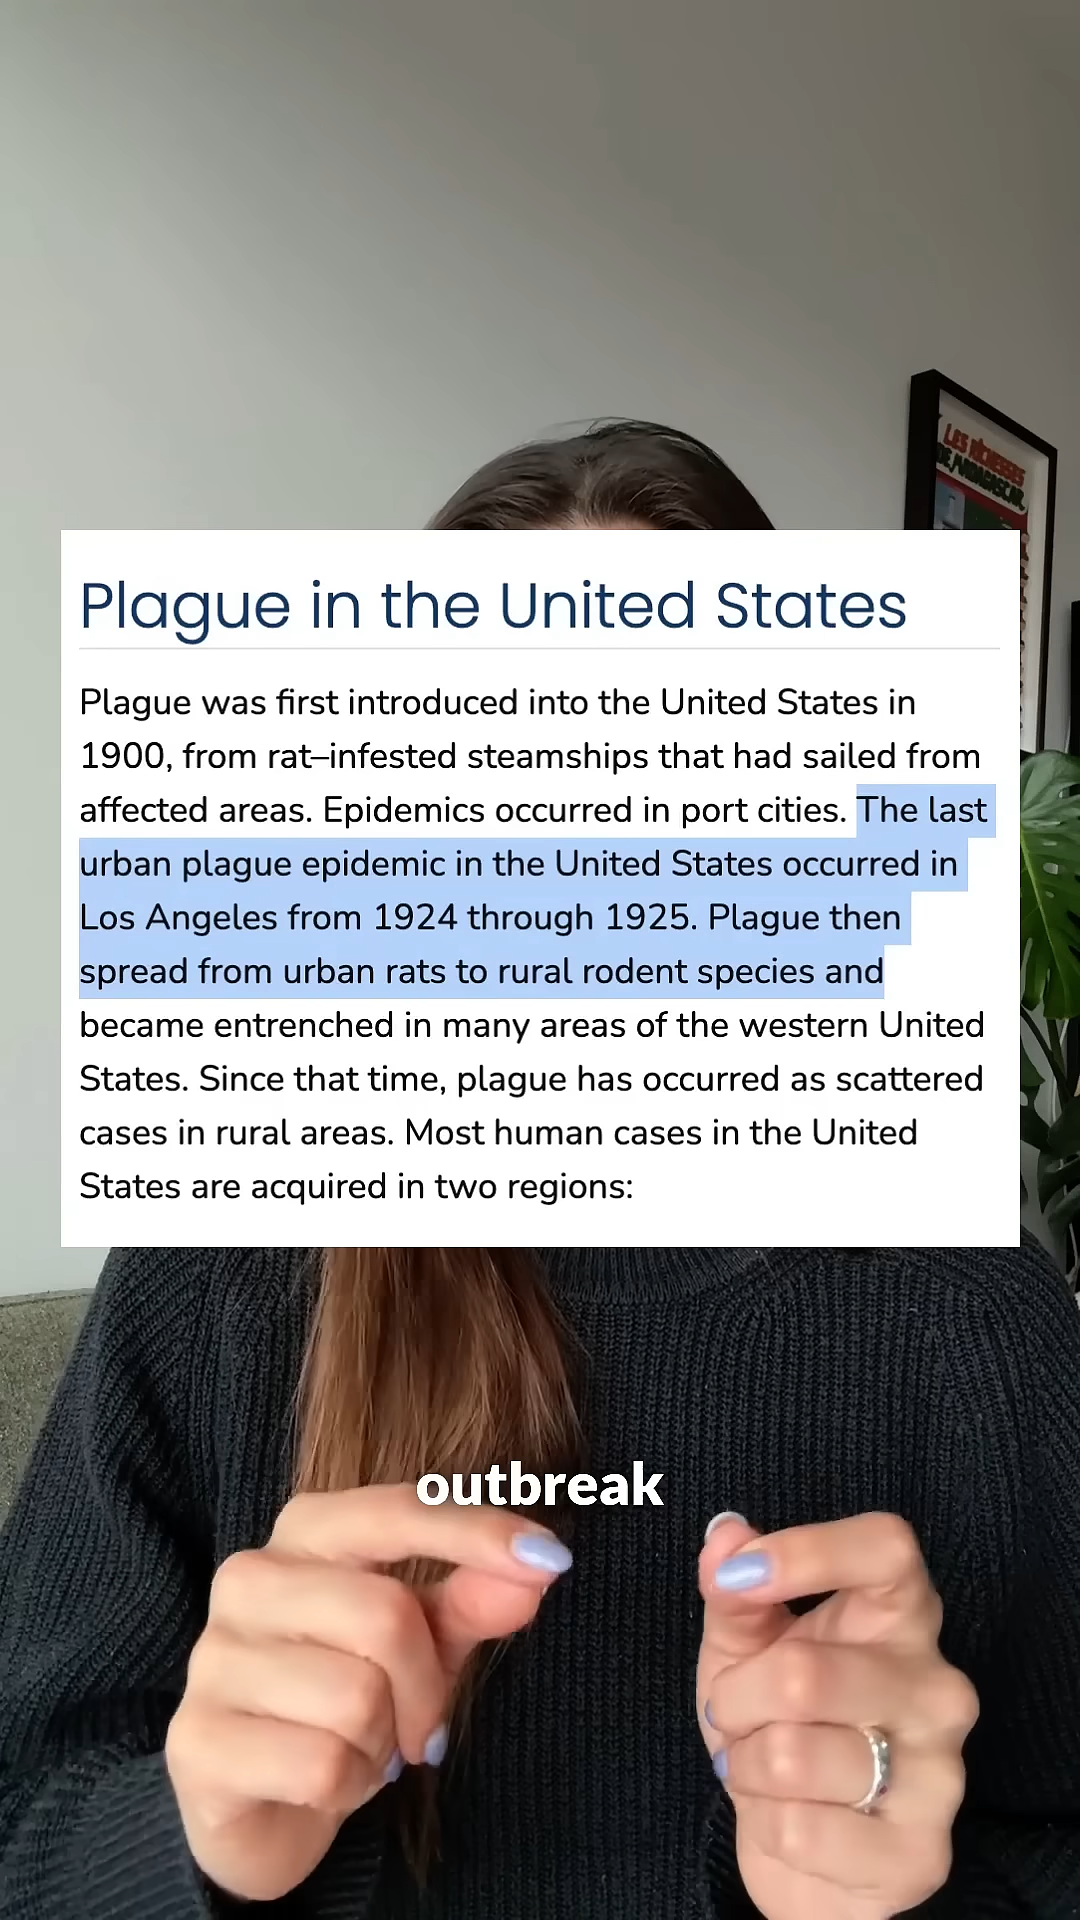 LES RICHESSES
DE MADAGASCAR
Plague in the United States
Plague was first introduced into the United States in
1900, from rat–infested steamships that had sailed from
affected areas. Epidemics occurred in port cities. The last
urban plague epidemic in the United States occurred in
Los Angeles from 1924 through 1925. Plague then
spread from urban rats to rural rodent species and
became entrenched in many areas of the western United
States. Since that time, plague has occurred as scattered
cases in rural areas. Most human cases in the United
States are acquired in two regions:
outbreak